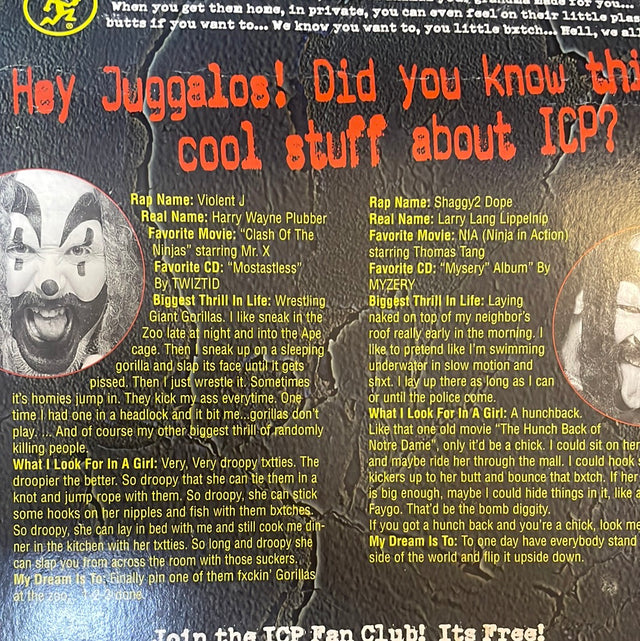 When you get them home, in private, you can even feel on their little
butts if you want to... We know you want to, you little bxtch... Hell, we
Hey Juggalos! Did you know
cool stuff about ICP?
Rap Name: Violent J
Real Name: Harry Wayne Plubber
Favorite Movie: "Clash Of The
Ninjas" starring Mr. X
Favorite CD: "Mostastless"
By TWIZTID
Biggest Thrill In Life: Wrestling
Giant Gorillas. I like sneak in the
Zoo late at night and into the Ape
cage. Then I sneak up on a sleeping
gorilla and slap its face until it gets
pissed. Then I just wrestle it. Sometimes
it's homies jump in. They kick my ass everytime. One
time I had one in a headlock and it bit me...gorillas don't
play. ... And of course my other biggest thrill of randomly
killing people.
What I Look For In A Girl: Very, Very droopy txtties. The
droopier the better. So droopy that she can tie them in a
knot and jump rope with them. So droopy, she can stick
some hooks on her nipples and fish with them bxtches.
So droopy, she can lay in bed with me and still cook me din-
ner in the kitchen with her txtties. So long and droopy she
can slap you from across the room with those suckers.
My Dream Is To: Finally pin one of them fxckin' Gorillas
at the zoo. 1-2-3 done.
Rap Name: Shaggy2 Dope
Real Name: Larry Lang Lippelnip
Favorite Movie: NIA (Ninja in Action)
starring Thomas Tang
Favorite CD: "Mysery" Album" By
MYZERY
Biggest Thrill In Life: Laying
naked on top of my neighbor's
roof really early in the morning. I
like to pretend like I'm swimming
underwater in slow motion and
shxt. I lay up there as long as I can
or until the police come.
What I Look For In A Girl: A hunchback.
Like that one old movie "The Hunch Back of
Notre Dame", only it'd be a chick. I could sit on her
and maybe ride her through the mall. I could hook
kickers up to her butt and bounce that bxtch. If her
is big enough, maybe I could hide things in it, like
Faygo. That'd be the bomb diggity.
If you got a hunch back and you're a chick, look me
My Dream Is To: To one day have everybody stand
side of the world and flip it upside down.
Join the ICP Fan Club! Its Free!